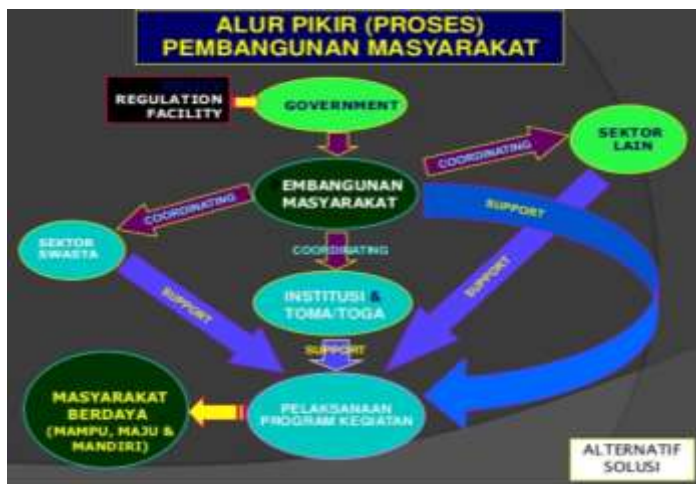 ALUR PIKIR (PROSES)
PEMBANGUNAN MASYARAKAT
REGULATION
FACILITY
GOVERNMENT
SEKTOR
LAIN
COORDINATING
EMBANGUNAN
MASYARAKAT
COORDINATING
SUPPORT
SEKTOR
SWASTA
COORDINATING
INSTITUSI &
TOMA/TOGA
SUPPORT
SUPPORT
SUPPORT
MASYARAKAT
BERDAYA
(MAMPU, MAJU &
MANDIRI)
PELAKSANAAN
PROGRAM KEGIATAN
ALTERNATIF
SOLUSI